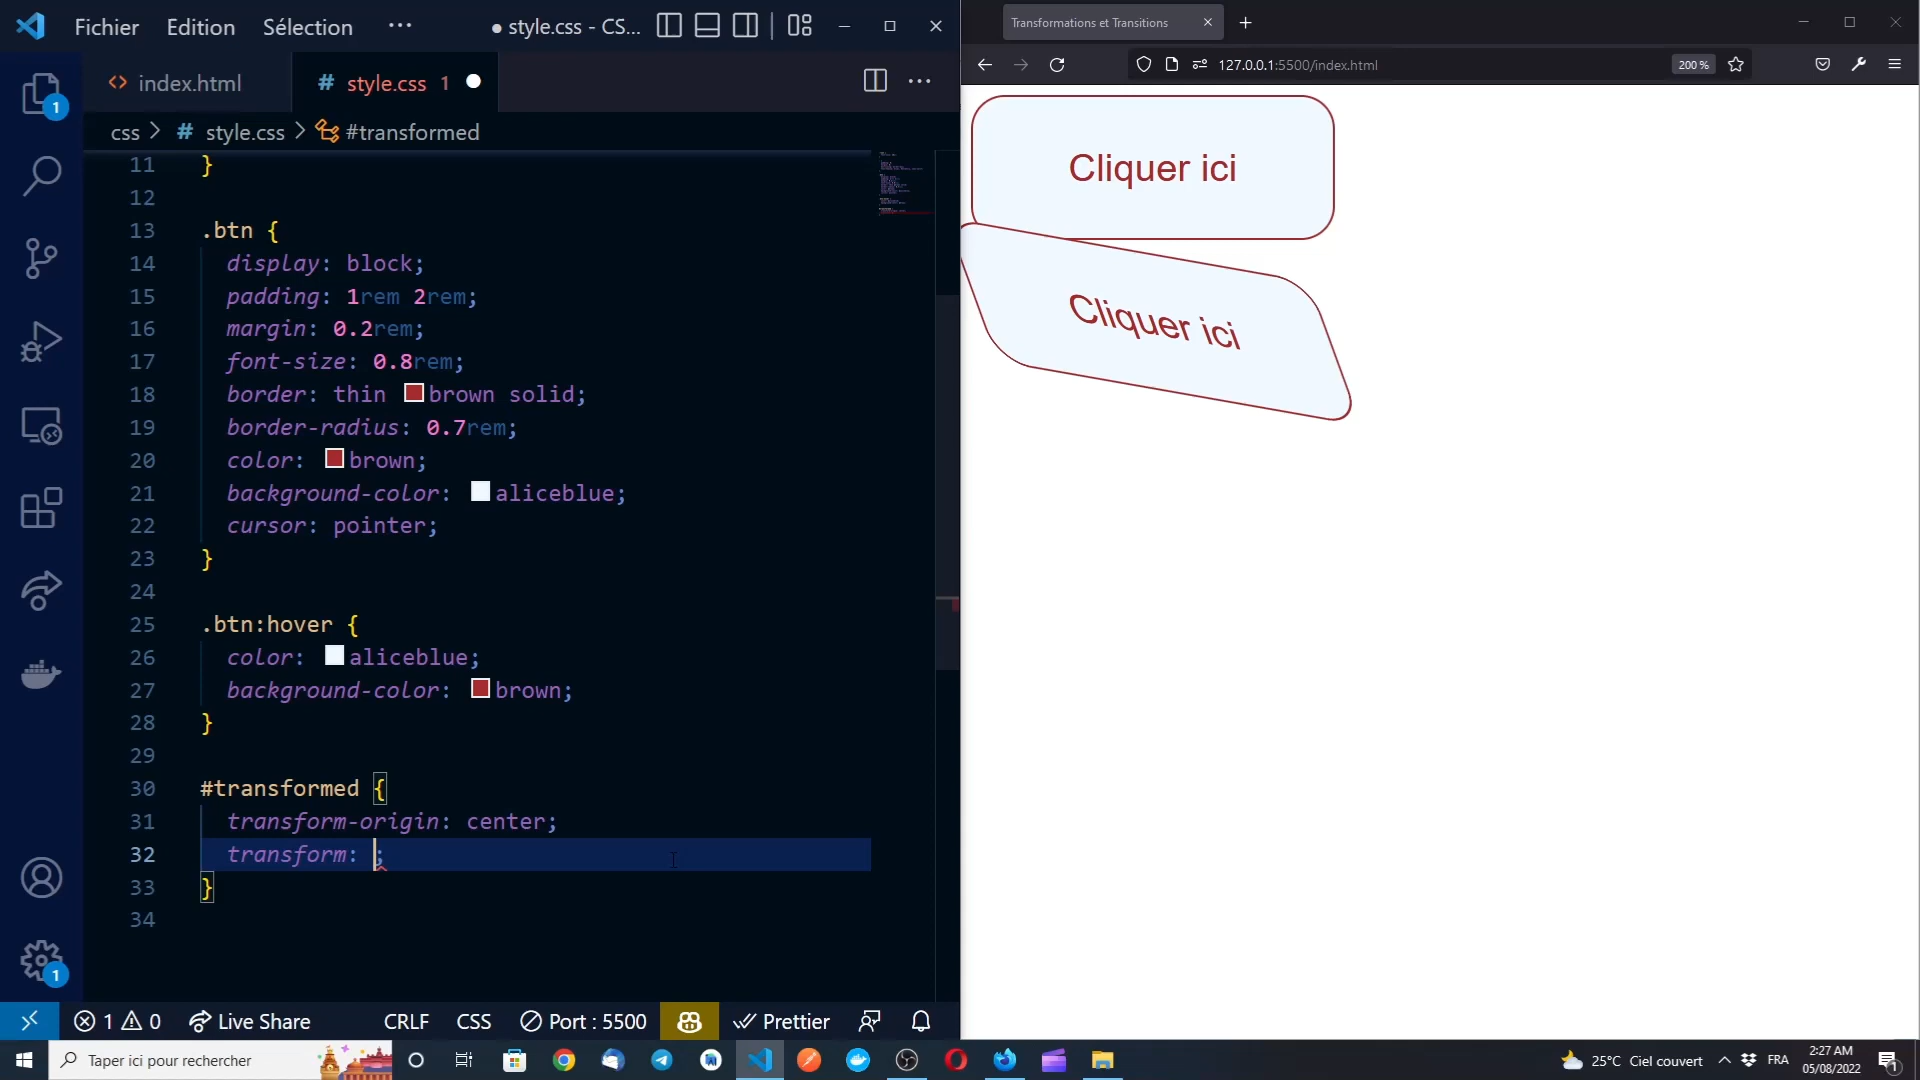 Fichier Edition Sélection ... ● style.css - CS...
index.html # style.css 1
css > # style.css > #transformed
11 }
12
13 .btn {
14 display: block;
15 padding: 1rem 2rem;
16 margin: 0.2rem;
17 font-size: 0.8rem;
18 border: thin brown solid;
19 border-radius: 0.7rem;
20 color: brown;
21 background-color: aliceblue;
22 cursor: pointer;
23 }
24
25 .btn:hover {
26 color: aliceblue;
27 background-color: brown;
28 }
29
30 #transformed {
31 transform-origin: center;
32 transform: ;
33 }
34
1
1
1 0 Live Share CRLF CSS Port : 5500 Prettier
Transformations et Transitions
127.0.0.1:5500/index.html 200 %
Cliquer ici
Cliquer ici
Taper ici pour rechercher
25°C Ciel couvert FRA 2:27 AM
05/08/2022
1